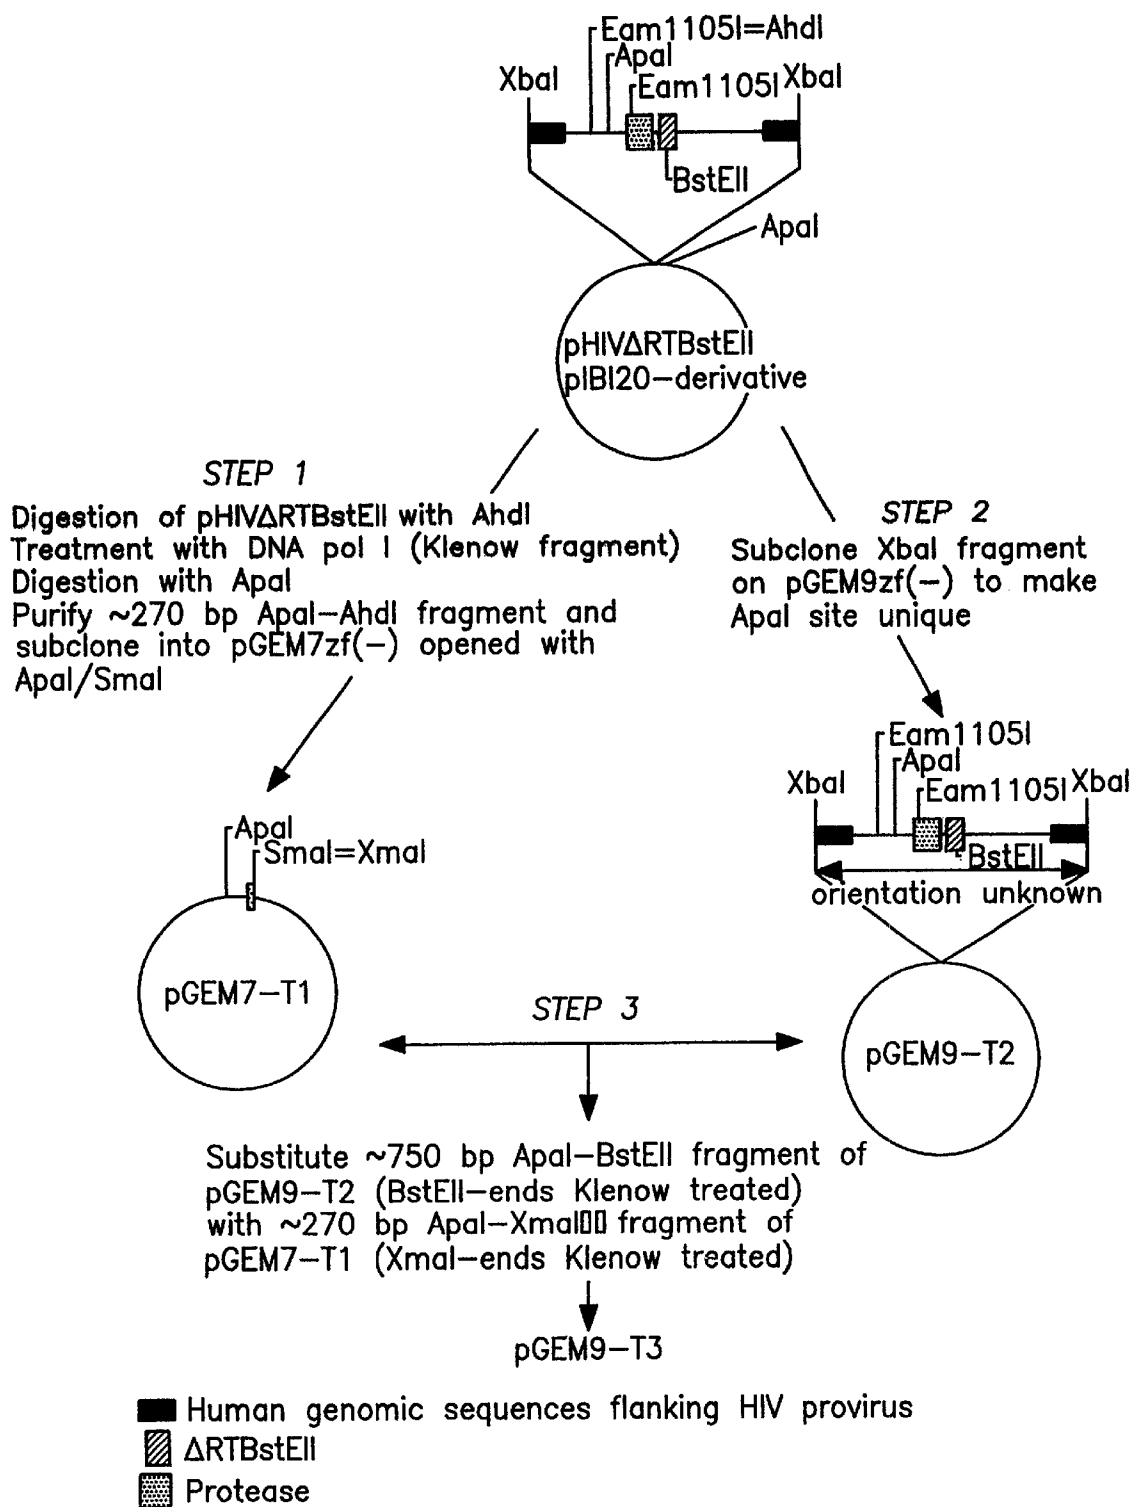 Eam1105I=AhdI
ApaI
XbaI
Eam1105I
XbaI
BstEII
ApaI
pHIVΔRTBstEII
pIBI20–derivative
STEP 1
Digestion of pHIVΔRTBstEII with AhdI
Treatment with DNA pol I (Klenow fragment)
Digestion with ApaI
Purify ~270 bp ApaI–AhdI fragment and
subclone into pGEM7zf(–) opened with
ApaI/SmaI
STEP 2
Subclone XbaI fragment
on pGEM9zf(–) to make
ApaI site unique
Eam1105I
ApaI
XbaI
Eam1105I
XbaI
BstEII
orientation unknown
ApaI
SmaI=XmaI
pGEM7–T1
STEP 3
pGEM9–T2
Substitute ~750 bp ApaI–BstEII fragment of
pGEM9–T2 (BstEII–ends Klenow treated)
with ~270 bp ApaI–XmaI▯▯ fragment of
pGEM7–T1 (XmaI–ends Klenow treated)
pGEM9–T3
Human genomic sequences flanking HIV provirus
ΔRTBstEII
Protease